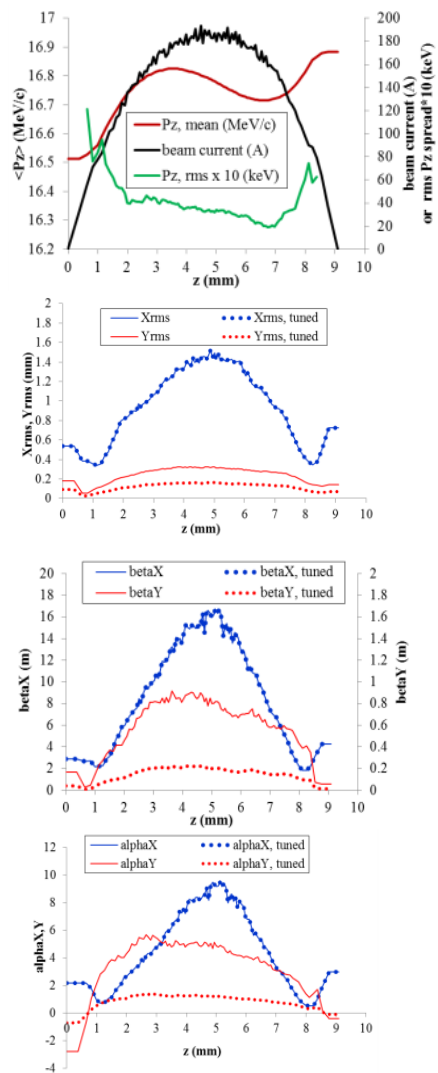 <Pz> (MeV/c)
17
16.9
16.8
16.7
16.6
16.5
16.4
16.3
16.2
Pz, mean (MeV/c)
beam current (A)
Pz, rms x 10 (keV)
200
180
160
140
120
100
80
60
40
20
0
beam current (A)
or rms Pz spread*10 (keV)
0 1 2 3 4 5 6 7 8 9 10
z (mm)
Xrms Xrms, tuned
Yrms Yrms, tuned
Xrms, Yrms (mm)
2
1.8
1.6
1.4
1.2
1
0.8
0.6
0.4
0.2
0
0 1 2 3 4 5 6 7 8 9 10
z (mm)
betaX betaX, tuned
betaY betaY, tuned
betaX (m)
20
18
16
14
12
10
8
6
4
2
0
2
1.8
1.6
1.4
1.2
1
0.8
0.6
0.4
0.2
0
betaY (m)
0 1 2 3 4 5 6 7 8 9 10
z (mm)
alphaX alphaX, tuned
alphaY alphaY, tuned
alphaX,Y
12
10
8
6
4
2
0
-2
-4
0 1 2 3 4 5 6 7 8 9 10
z (mm)